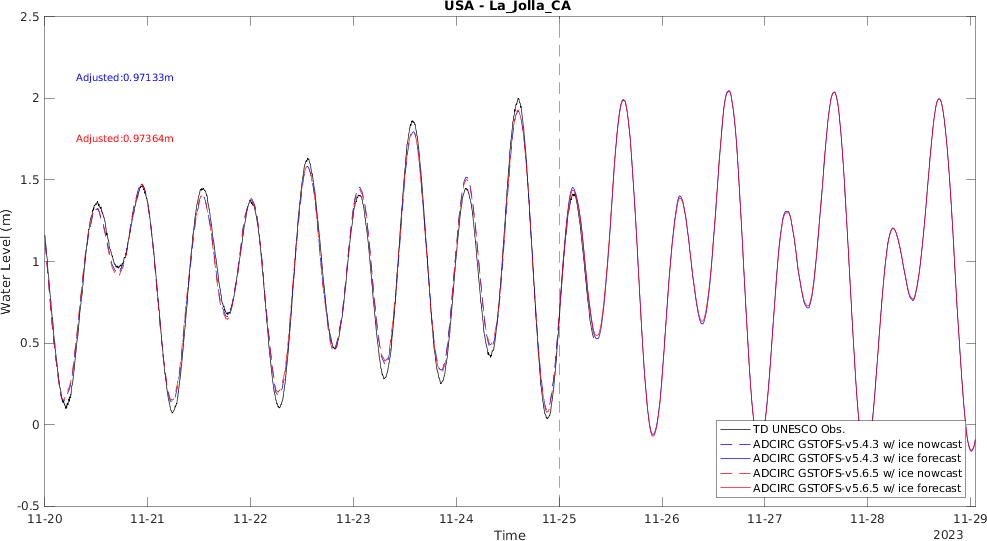 USA - La_Jolla_CA
2.5
2
1.5
1
0.5
0
-0.5
Water Level (m)
Adjusted:0.97133m
Adjusted:0.97364m
TD UNESCO Obs.
ADCIRC GSTOFS-v5.4.3 w/ ice nowcast
ADCIRC GSTOFS-v5.4.3 w/ ice forecast
ADCIRC GSTOFS-v5.6.5 w/ ice nowcast
ADCIRC GSTOFS-v5.6.5 w/ ice forecast
11-20 11-21 11-22 11-23 11-24 11-25 11-26 11-27 11-28 11-29
Time
2023